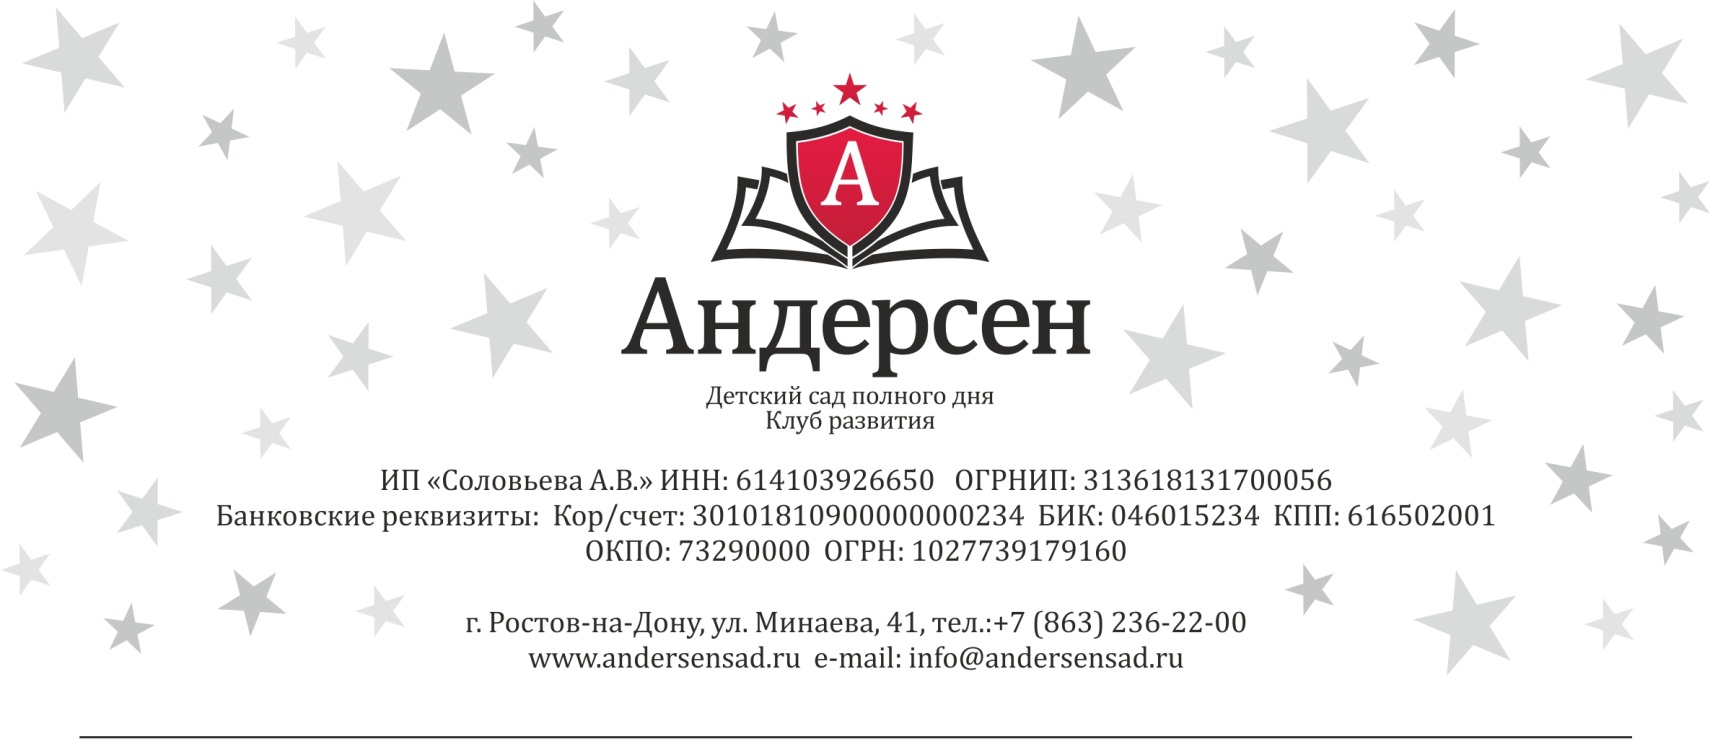 А
Андерсен
Детский сад полного дня
Клуб развития
ИП «Соловьева А.В.» ИНН: 614103926650 ОГРНИП: 313618131700056
Банковские реквизиты: Кор/счет: 30101810900000000234 БИК: 046015234 КПП: 616502001
ОКПО: 73290000 ОГРН: 1027739179160
г. Ростов-на-Дону, ул. Минаева, 41, тел.:+7 (863) 236-22-00
www.andersensad.ru e-mail: info@andersensad.ru